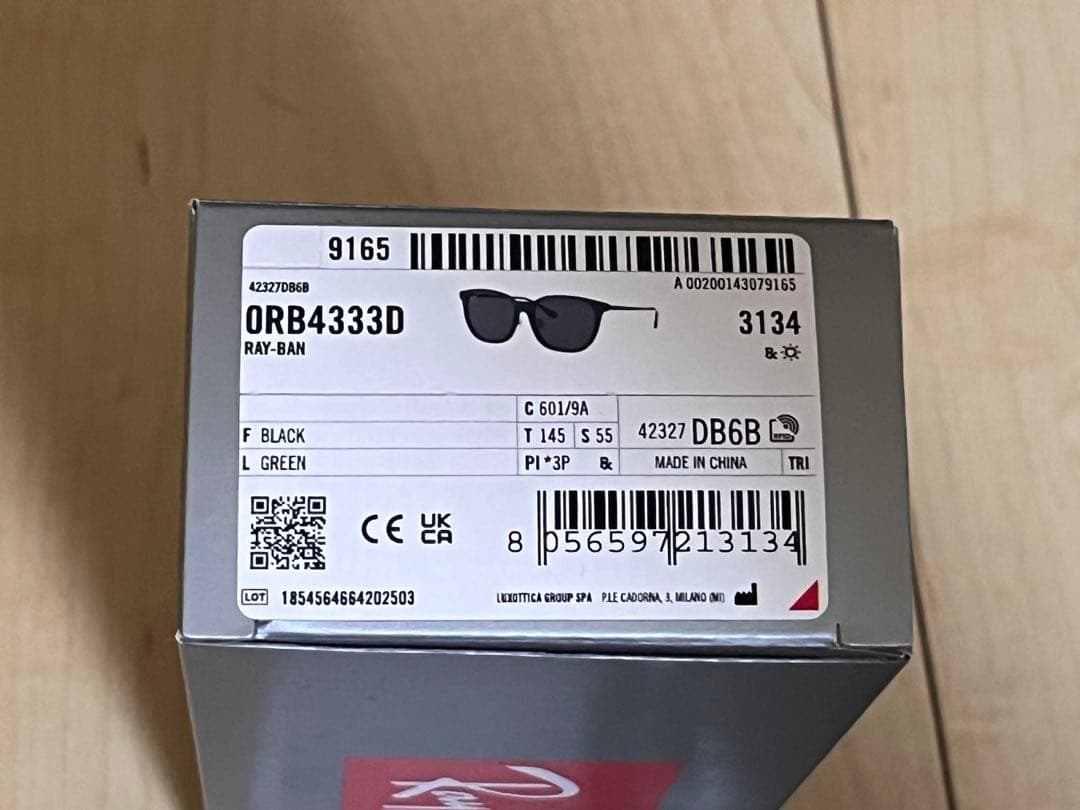 9165
A 00200143079165
42327DB6B
0RB4333D
3134
RAY-BAN
C 601/9A
F BLACK
T 145 S 55
42327 DB6B
L GREEN
PI *3P
MADE IN CHINA
TRI
CE UK CA
8 056597 213134
LOT 1854564664202503
LUXOTTICA GROUP SPA P.LE CADORNA, 3, MILANO (MI)
Ray